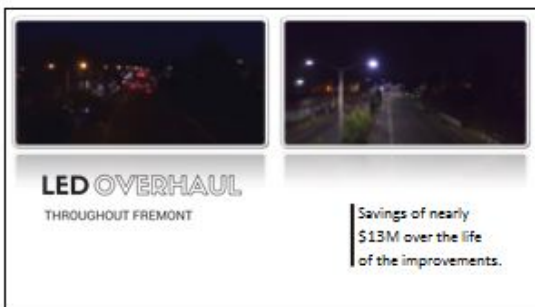 LED OVERHAUL
THROUGHOUT FREMONT
Savings of nearly
$13M over the life
of the improvements.